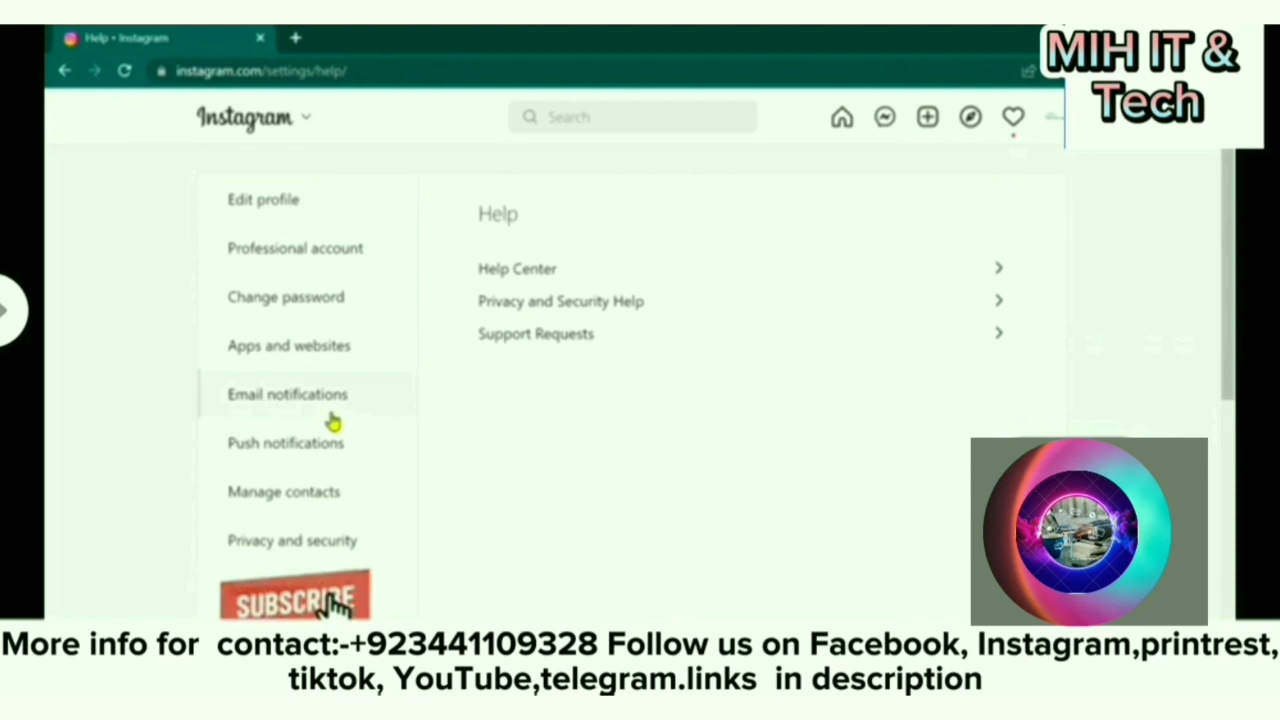 Help • Instagram
instagram.com/settings/help/
MIH IT &
Tech
Instagram
Search
Edit profile
Professional account
Change password
Apps and websites
Email notifications
Push notifications
Manage contacts
Privacy and security
Help
Help Center
Privacy and Security Help
Support Requests
SUBSCRIBE
More info for contact:-+923441109328 Follow us on Facebook, Instagram,printrest,
tiktok, YouTube,telegram.links in description